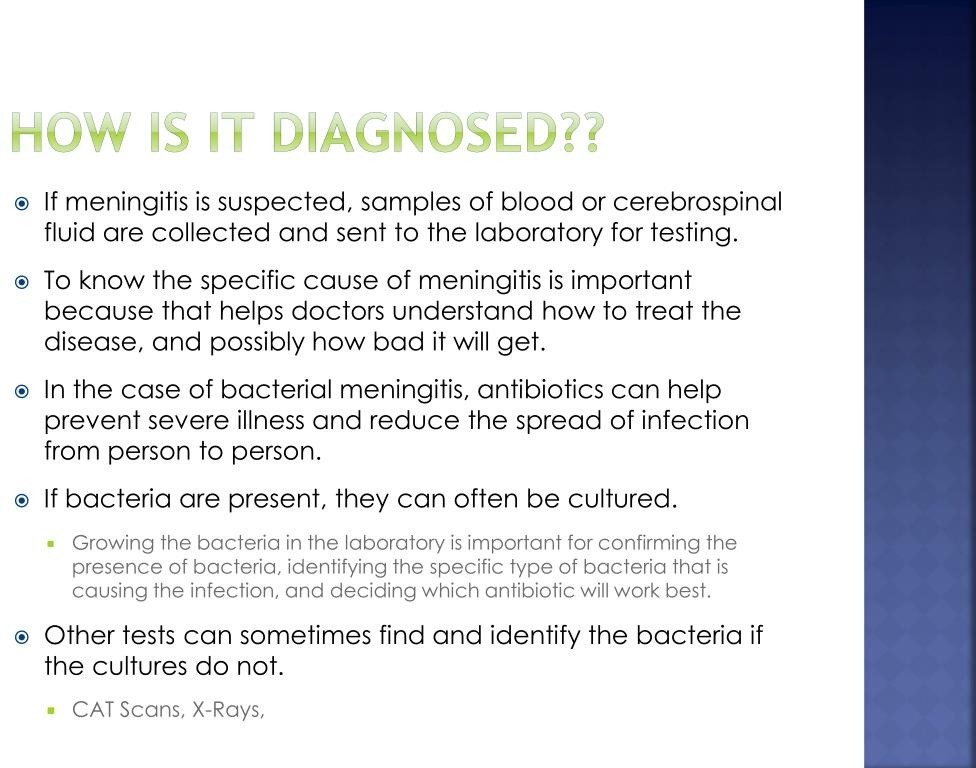 HOW IS IT DIAGNOSED??
If meningitis is suspected, samples of blood or cerebrospinal
fluid are collected and sent to the laboratory for testing.
To know the specific cause of meningitis is important
because that helps doctors understand how to treat the
disease, and possibly how bad it will get.
In the case of bacterial meningitis, antibiotics can help
prevent severe illness and reduce the spread of infection
from person to person.
If bacteria are present, they can often be cultured.
Growing the bacteria in the laboratory is important for confirming the
presence of bacteria, identifying the specific type of bacteria that is
causing the infection, and deciding which antibiotic will work best.
Other tests can sometimes find and identify the bacteria if
the cultures do not.
CAT Scans, X-Rays,